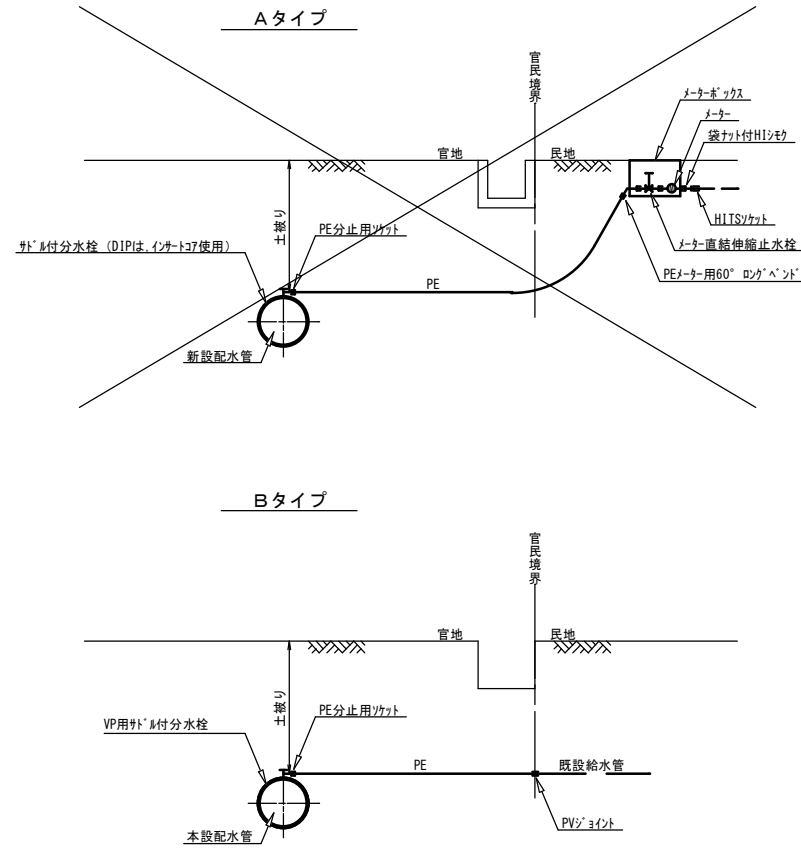 Aタイプ
官民境界
メーターボックス
メーター
袋ナット付HIシモク
官地
民地
HITSソケット
土被り
PE分止用ソケット
メーター直結伸縮止水栓
サドル付分水栓 (DIPは、インサートコア使用)
PE
PEメーター用60° ロングベンド
新設配水管
Bタイプ
官民境界
官地
民地
土被り
VP用サドル付分水栓
PE分止用ソケット
PE
既設給水管
PVジョイント
本設配水管